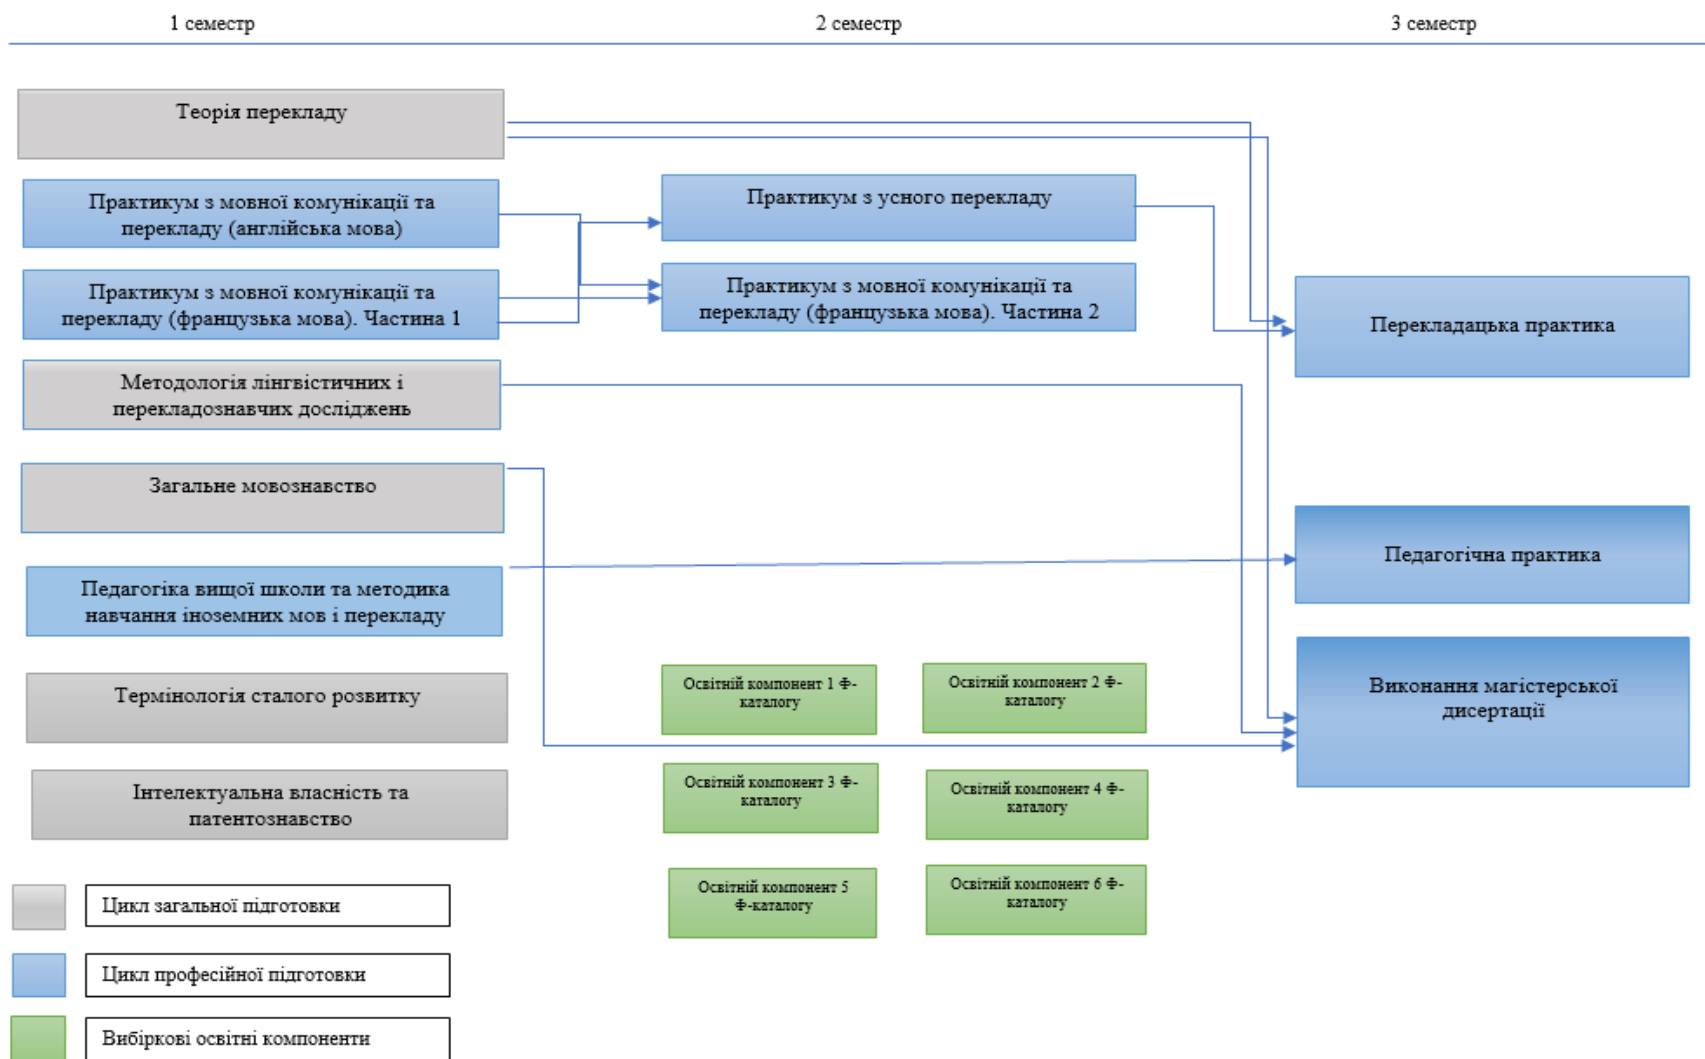 1 семестр
2 семестр
3 семестр
Теорія перекладу
Практикум з мовної комунікації та
перекладу (англійська мова)
Практикум з усного перекладу
Практикум з мовної комунікації та
перекладу (французька мова). Частина 1
Практикум з мовної комунікації та
перекладу (французька мова). Частина 2
Перекладацька практика
Методологія лінгвістичних і
перекладознавчих досліджень
Загальне мовознавство
Педагогічна практика
Педагогіка вищої школи та методика
навчання іноземних мов і перекладу
Термінологія сталого розвитку
Освітній компонент 1 Ф-
каталогу
Освітній компонент 2 Ф-
каталогу
Виконання магістерської
дисертації
Інтелектуальна власність та
патентознавство
Освітній компонент 3 Ф-
каталогу
Освітній компонент 4 Ф-
каталогу
Освітній компонент 5
Ф-каталогу
Освітній компонент 6 Ф-
каталогу
Цикл загальної підготовки
Цикл професійної підготовки
Вибіркові освітні компоненти